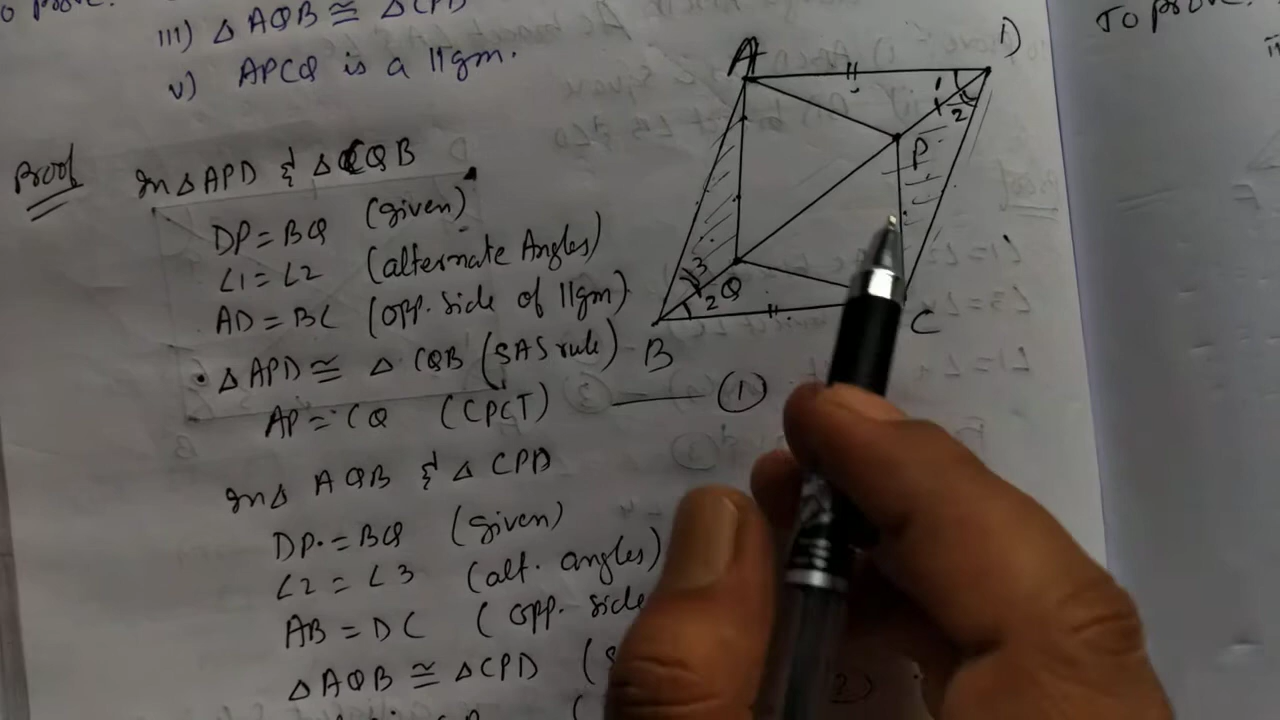 iii) △ AQB ≅ △ CPD
v) APCQ is a ||gm.
To prove:
Proof
In △ APD & △ CQB
DP = BQ (given)
∠1 = ∠2 (alternate Angles)
AD = BC (opp. side of ||gm)
△ APD ≅ △ CQB (SAS rule)
AP = CQ (CPCT) ①
In △ AQB & △ CPD
DP = BQ (given)
∠2 = ∠3 (alt. angles)
AB = DC (opp. side
△ AQB ≅ △ CPD (S
A
D
1
2
P
3
2
Q
B
C